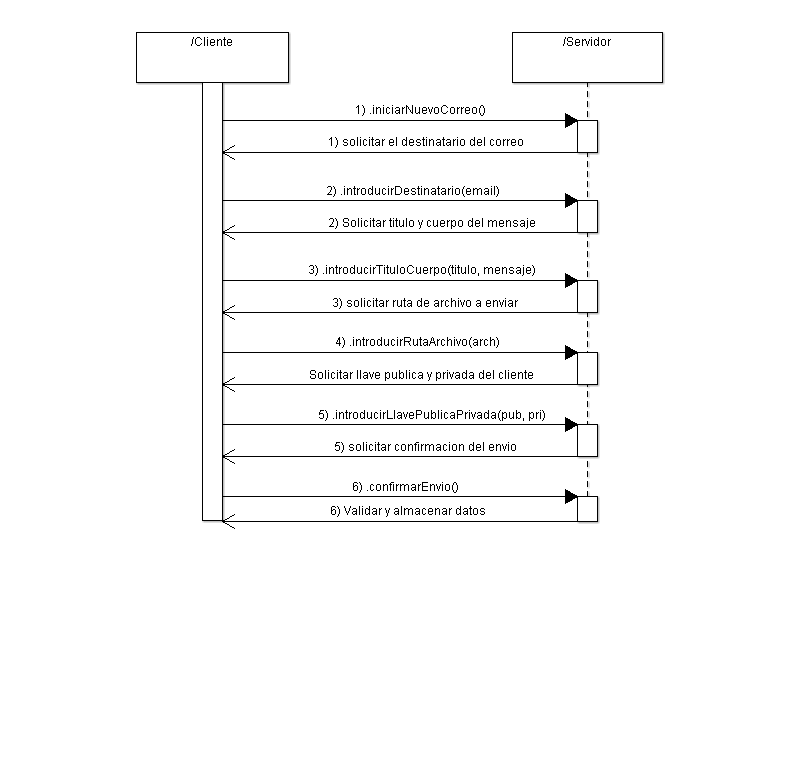 /Cliente
/Servidor
1) .iniciarNuevoCorreo()
1) solicitar el destinatario del correo
2) .introducirDestinatario(email)
2) Solicitar titulo y cuerpo del mensaje
3) .introducirTituloCuerpo(titulo, mensaje)
3) solicitar ruta de archivo a enviar
4) .introducirRutaArchivo(arch)
Solicitar llave publica y privada del cliente
5) .introducirLlavePublicaPrivada(pub, pri)
5) solicitar confirmacion del envio
6) .confirmarEnvio()
6) Validar y almacenar datos